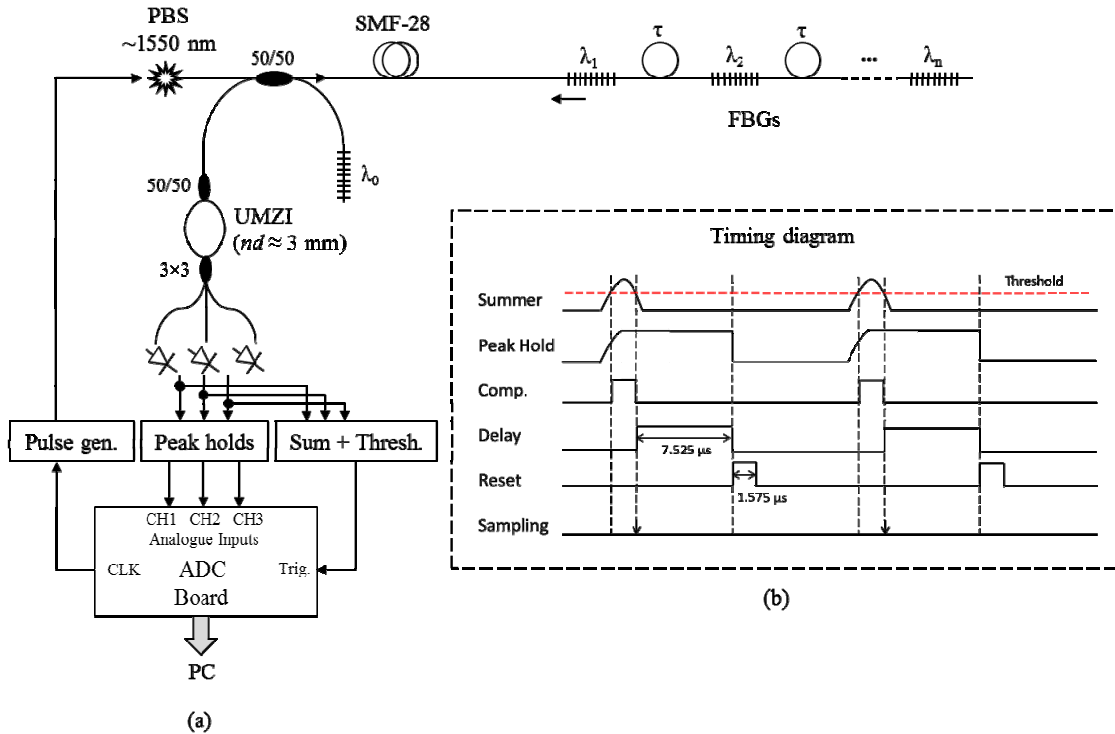 PBS
~1550 nm
50/50
SMF-28
τ
τ
λ1
λ2
...
λn
FBGs
λ0
50/50
UMZI
(nd ≈ 3 mm)
3×3
Pulse gen.
Peak holds
Sum + Thresh.
CH1 CH2 CH3
Analogue Inputs
CLK
ADC
Trig.
Board
PC
(a)
Timing diagram
Threshold
Summer
Peak Hold
Comp.
Delay
7.525 µs
Reset
1.575 µs
Sampling
(b)